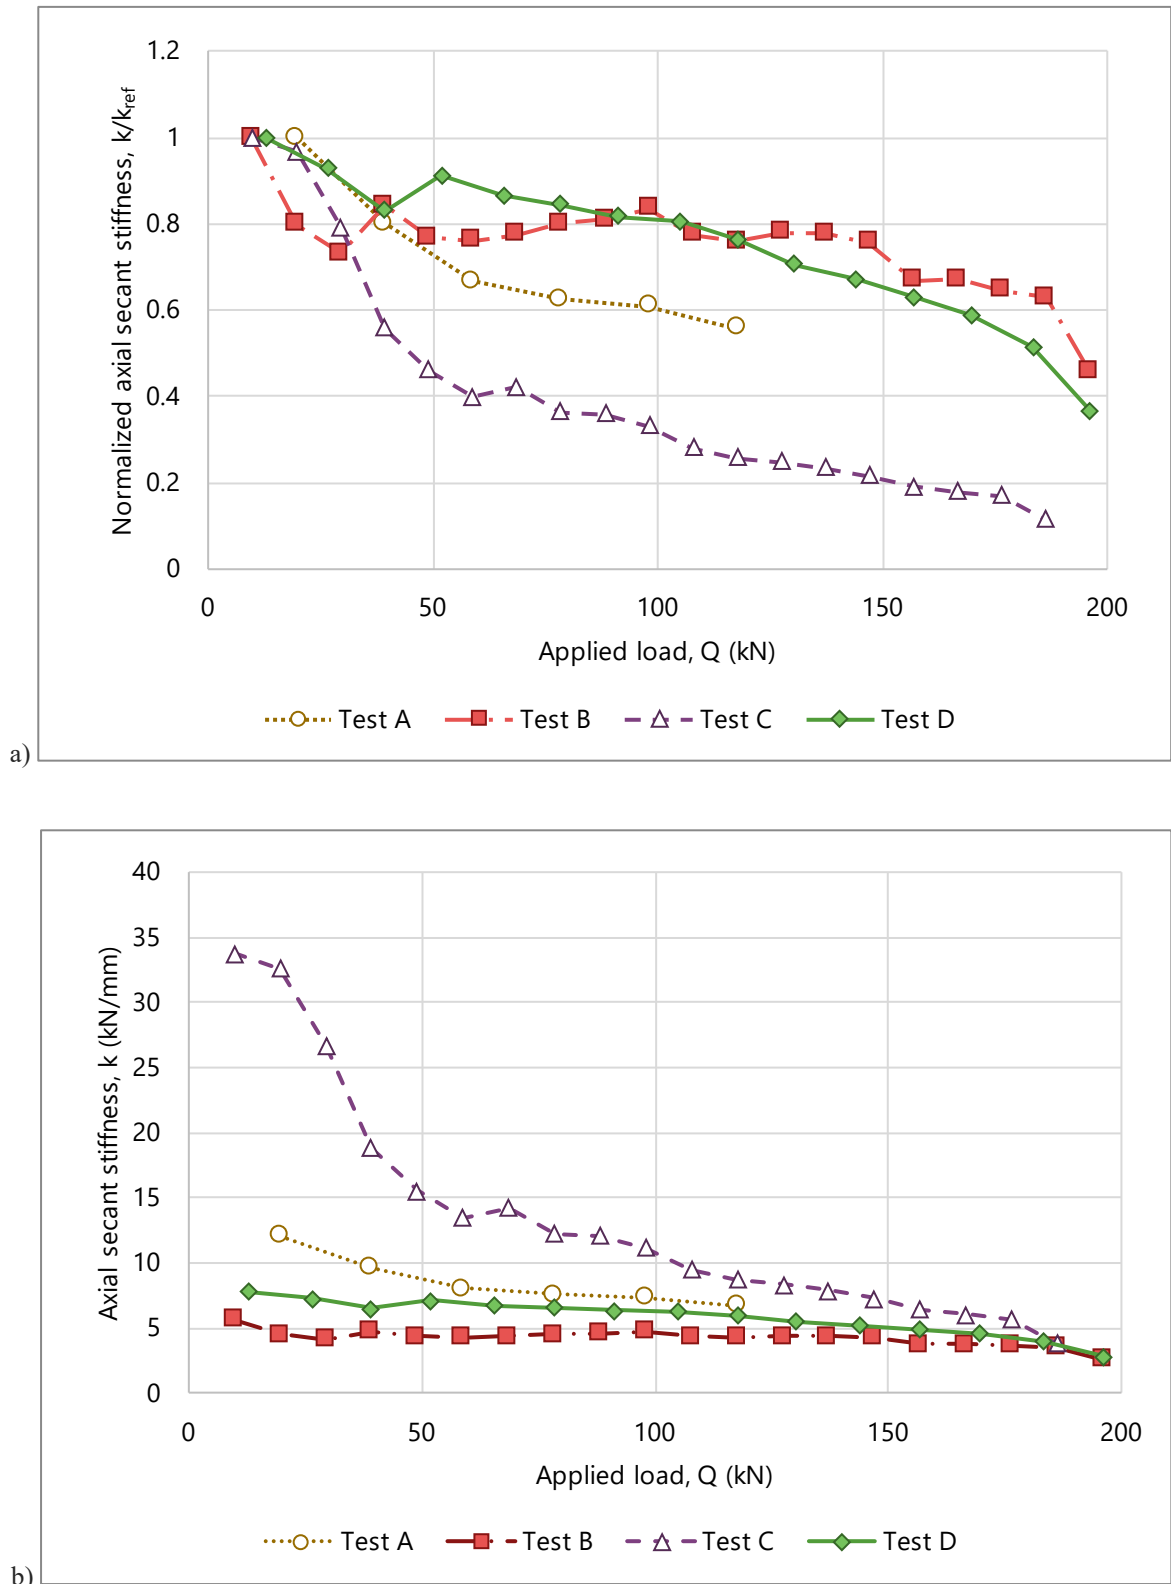 1.2
1
0.8
0.6
0.4
0.2
0
Normalized axial secant stiffness, k/kref
0 50 100 150 200
Applied load, Q (kN)
Test A Test B Test C Test D
a)
40
35
30
25
20
15
10
5
0
Axial secant stiffness, k (kN/mm)
0 50 100 150 200
Applied load, Q (kN)
Test A Test B Test C Test D
b)